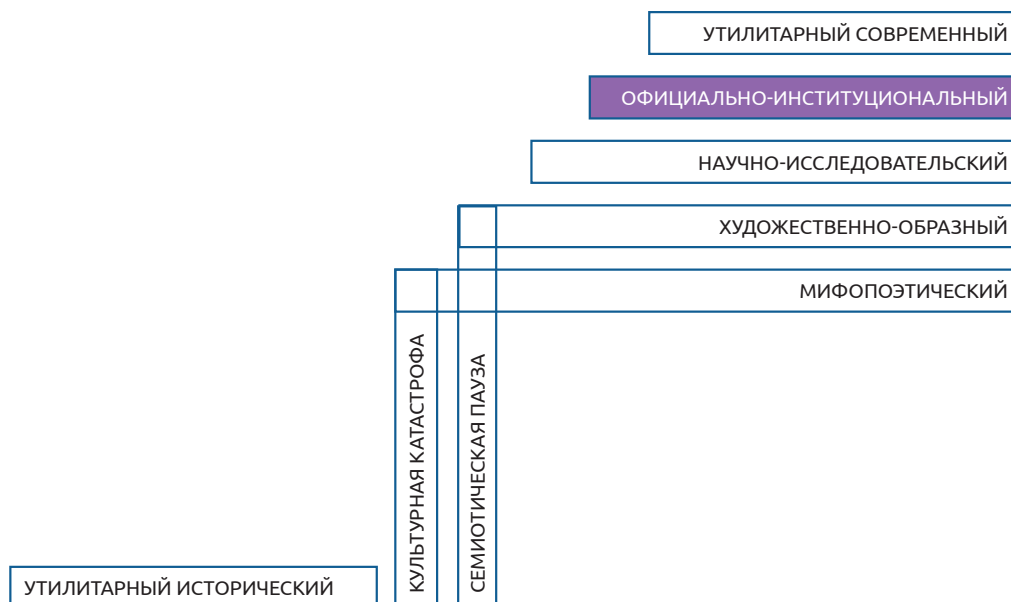 УТИЛИТАРНЫЙ СОВРЕМЕННЫЙ
ОФИЦИАЛЬНО-ИНСТИТУЦИОНАЛЬНЫЙ
НАУЧНО-ИССЛЕДОВАТЕЛЬСКИЙ
ХУДОЖЕСТВЕННО-ОБРАЗНЫЙ
МИФОПОЭТИЧЕСКИЙ
КУЛЬТУРНАЯ КАТАСТРОФА
СЕМИОТИЧЕСКАЯ ПАУЗА
УТИЛИТАРНЫЙ ИСТОРИЧЕСКИЙ